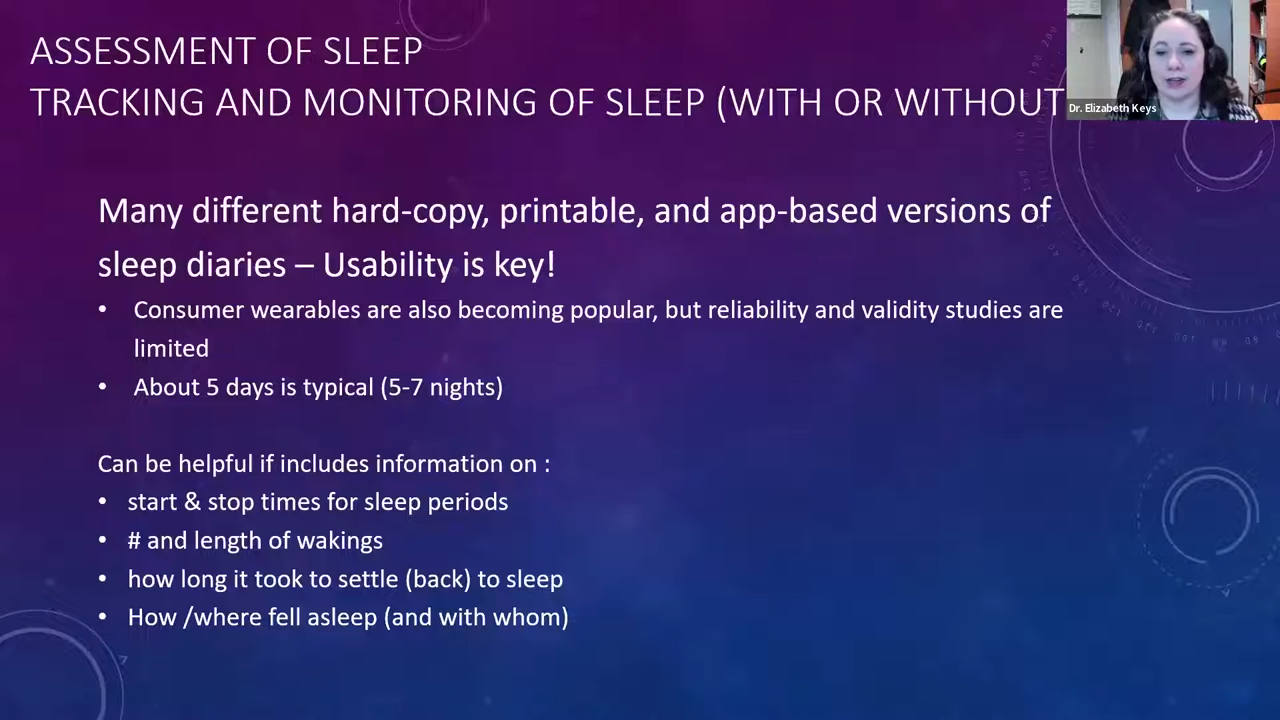 ASSESSMENT OF SLEEP
TRACKING AND MONITORING OF SLEEP (WITH OR WITHOUT
Dr. Elizabeth Keys
Many different hard-copy, printable, and app-based versions of
sleep diaries – Usability is key!
• Consumer wearables are also becoming popular, but reliability and validity studies are
limited
• About 5 days is typical (5-7 nights)
Can be helpful if includes information on :
• start & stop times for sleep periods
• # and length of wakings
• how long it took to settle (back) to sleep
• How /where fell asleep (and with whom)